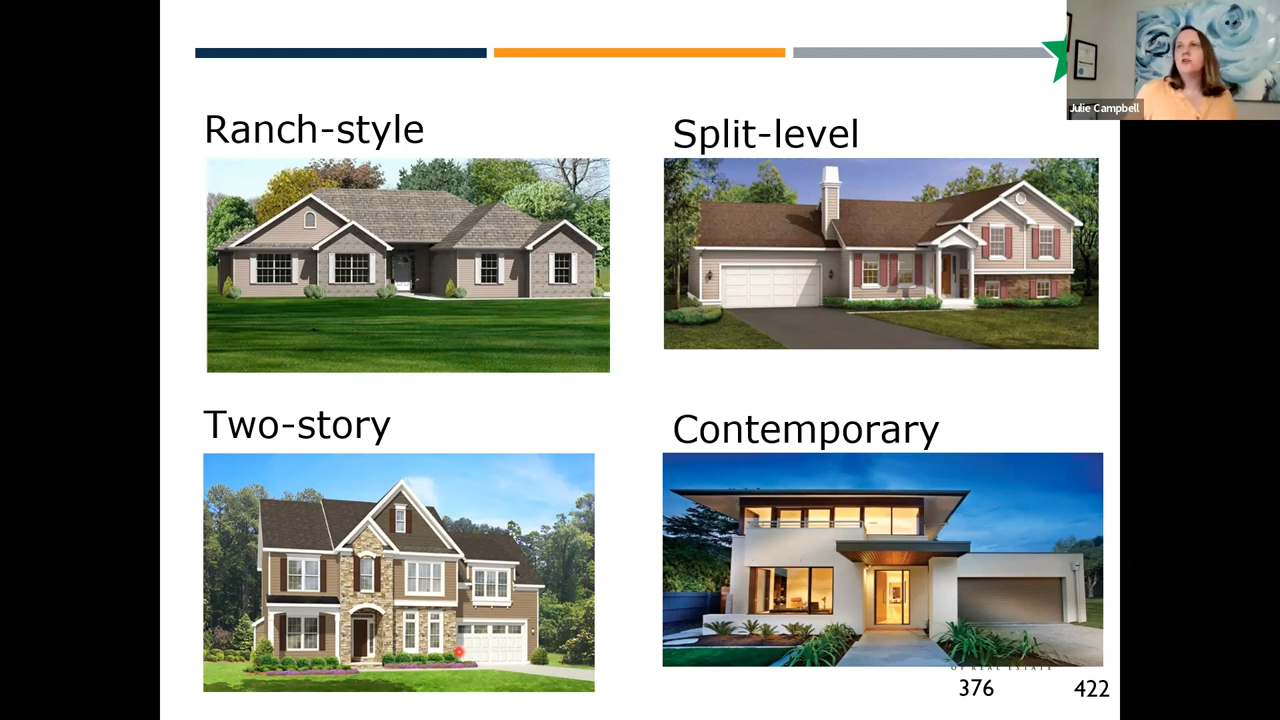 Julie Campbell
Ranch-style
Split-level
Two-story
Contemporary
OF REAL ESTATE
376
422